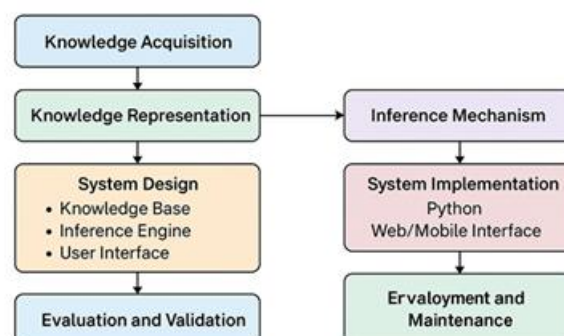 Knowledge Acquisition
Knowledge Representation
Inference Mechanism
System Design
• Knowledge Base
• Inference Engine
• User Interface
System Implementation
Python
Web/Mobile Interface
Evaluation and Validation
Ervaloyment and
Maintenance